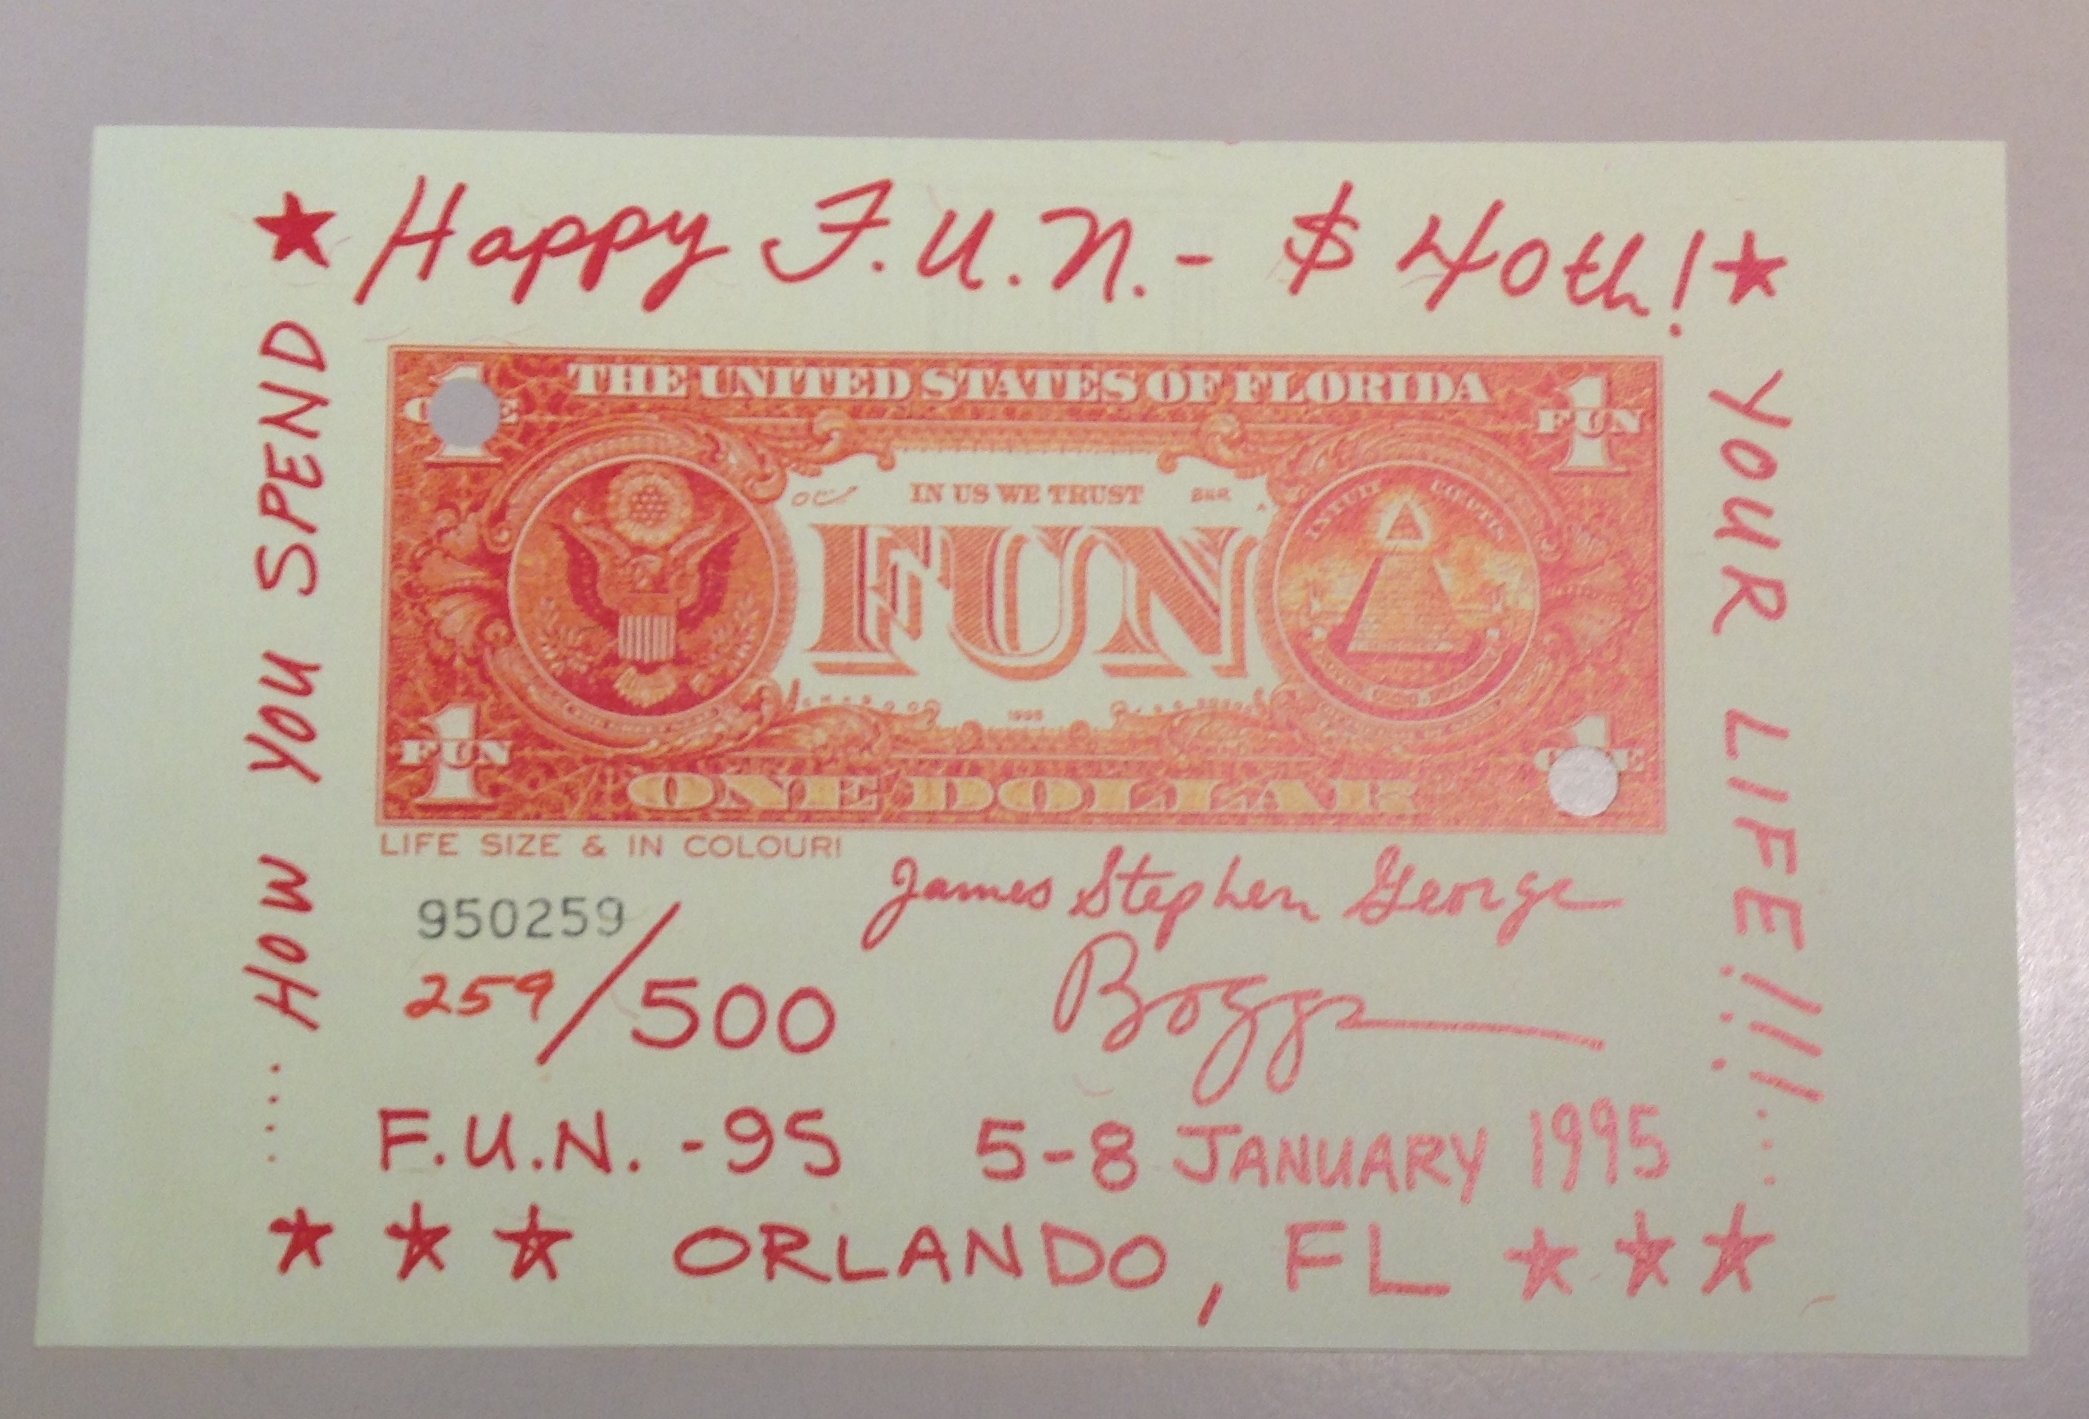 ★ Happy F.U.N.- $ 40th! ★
.... HOW YOU SPEND
YOUR LIFE!!!!....
THE UNITED STATES OF FLORIDA
1 FUN
IN US WE TRUST
FUN
1995
1 FUN
ONE DOLLAR
LIFE SIZE & IN COLOUR!
James Stephen George
Boggs
950259
259/500
F.U.N. -95 5-8 JANUARY 1995
★ ★ ★ ORLANDO, FL ★ ★ ★